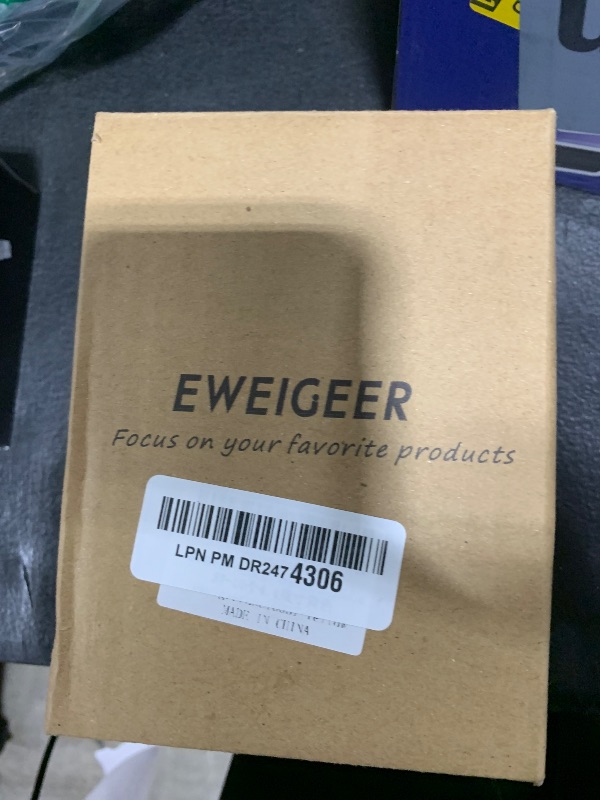 EWEIGEER
Focus on your favorite products
LPN PM DR2474306
MADE IN CHINA